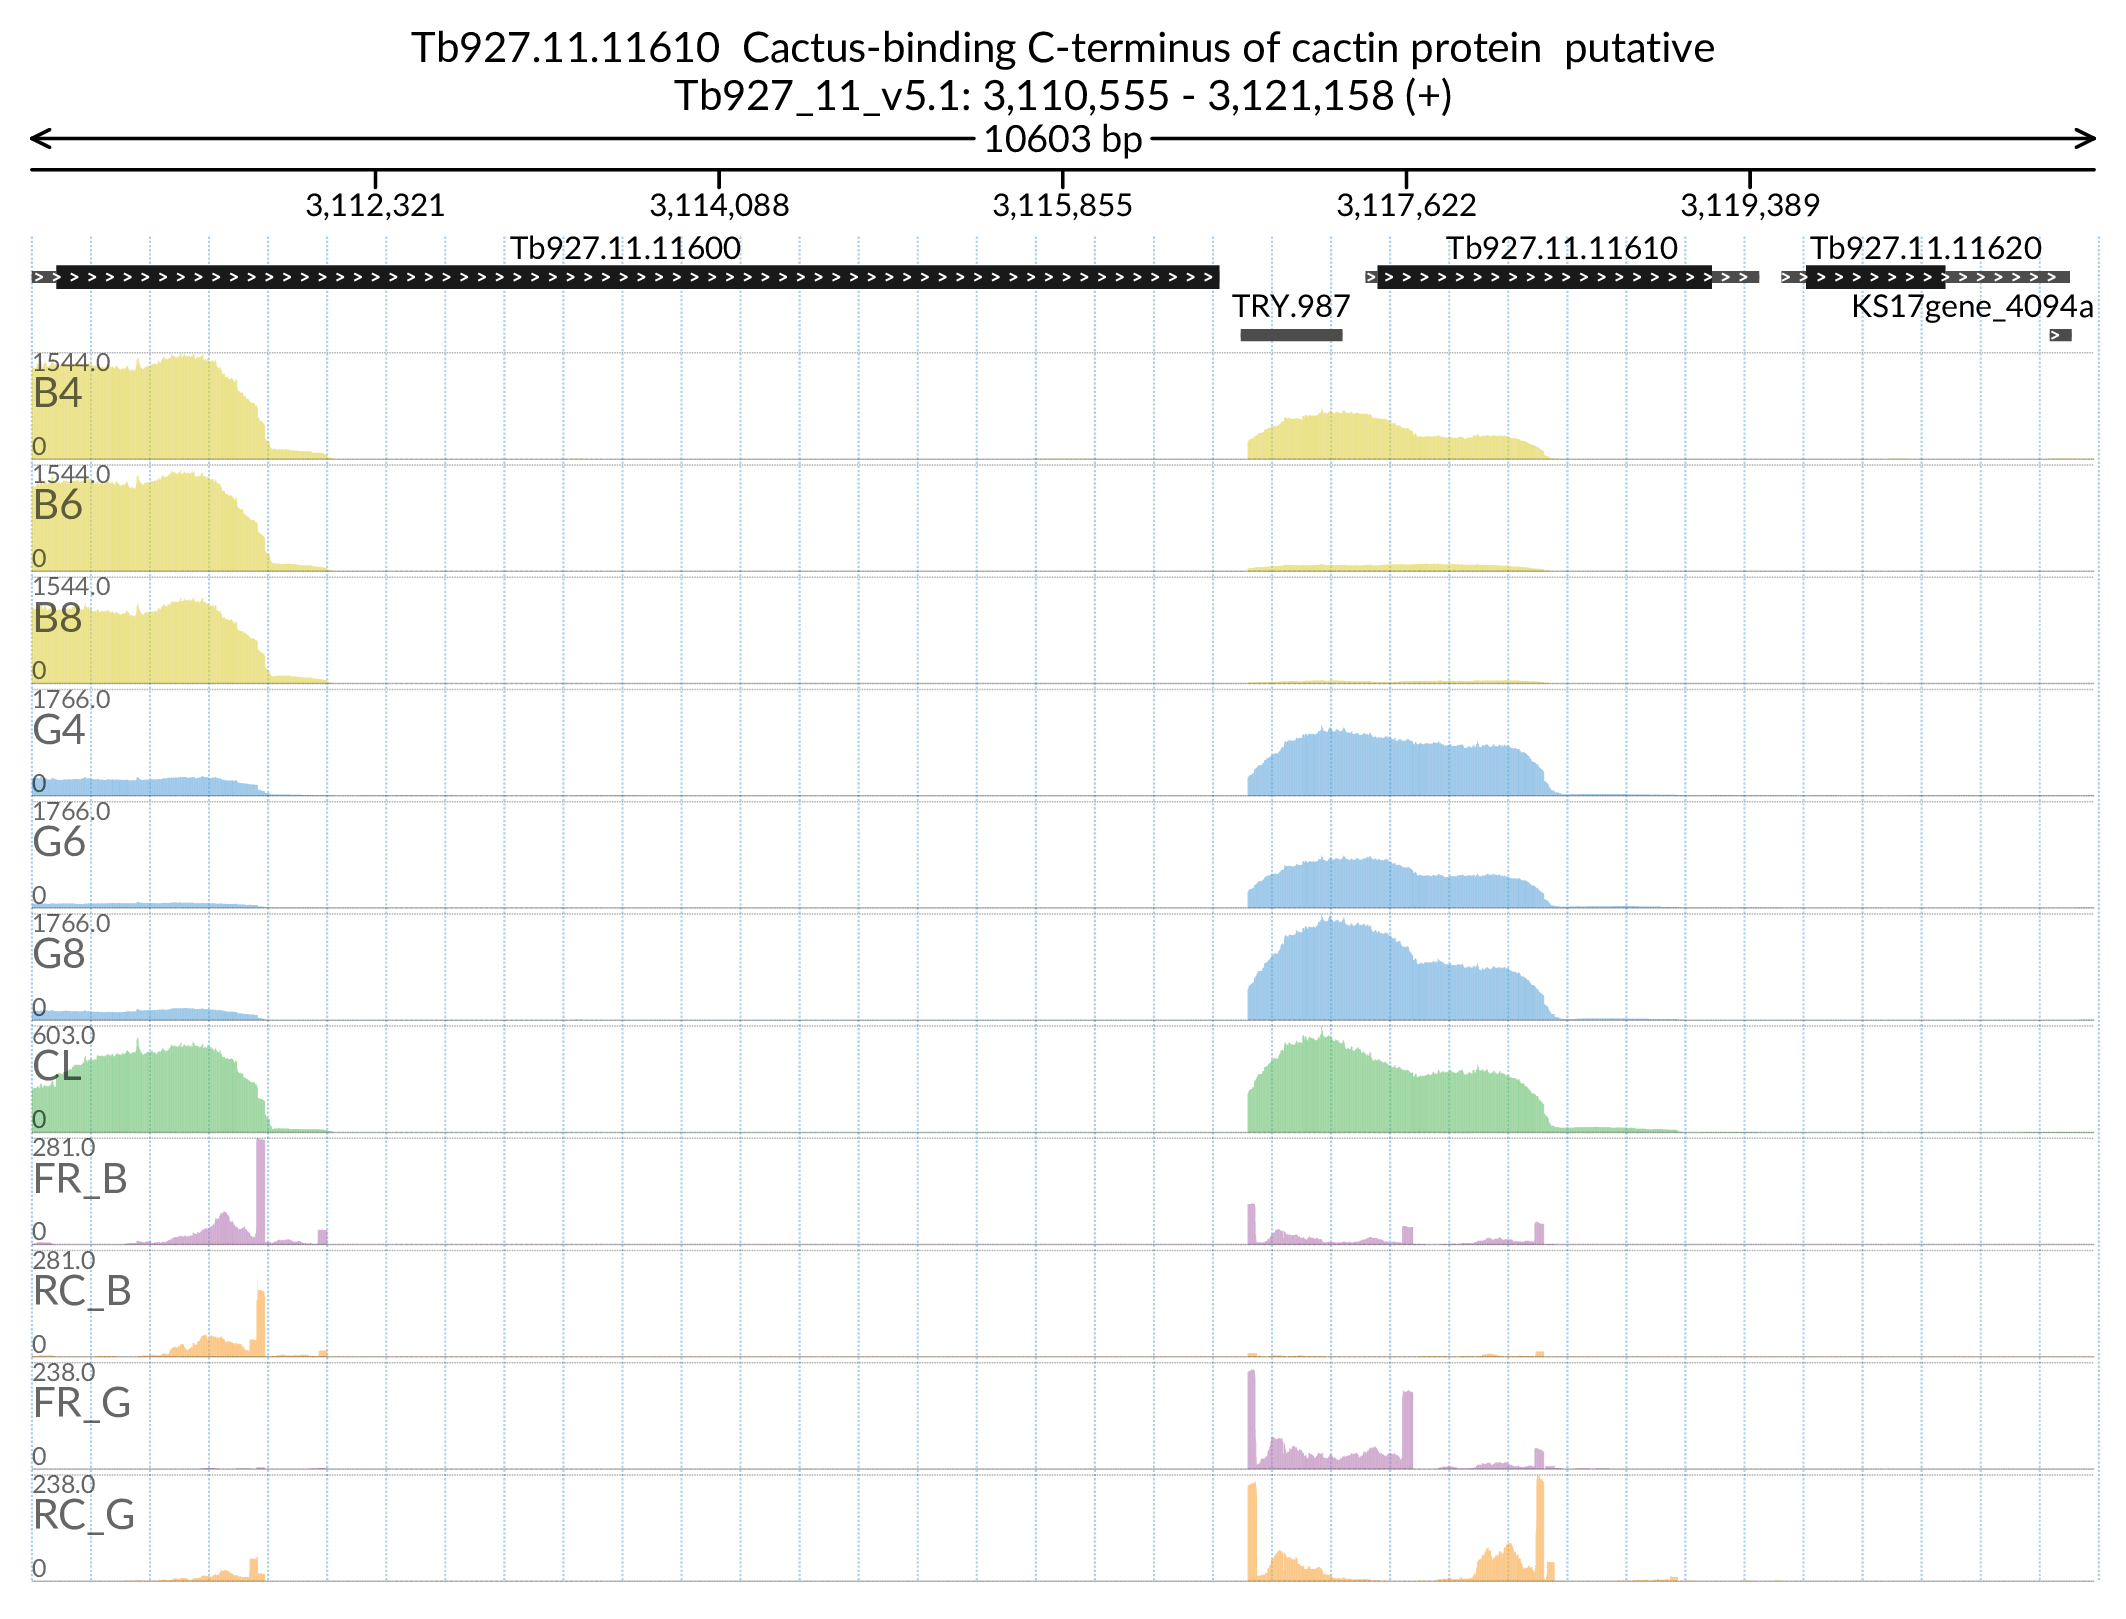 Tb927.11.11610 Cactus-binding C-terminus of cactin protein putative
Tb927_11_v5.1: 3,110,555 - 3,121,158 (+)
10603 bp
3,112,321 3,114,088 3,115,855 3,117,622 3,119,389
Tb927.11.11600 Tb927.11.11610 Tb927.11.11620
TRY.987 KS17gene_4094a
1544.0
B4
0
1544.0
B6
0
1544.0
B8
0
1766.0
G4
0
1766.0
G6
0
1766.0
G8
0
603.0
CL
0
281.0
FR_B
0
281.0
RC_B
0
238.0
FR_G
0
238.0
RC_G
0